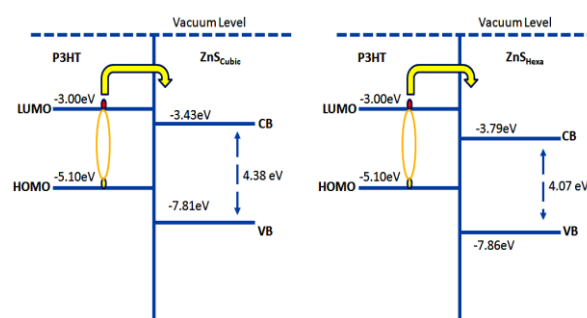 Vacuum Level
P3HT
ZnSCubic
-3.00eV
LUMO
-3.43eV
CB
4.38 eV
-5.10eV
HOMO
-7.81eV
VB
Vacuum Level
P3HT
ZnSHexa
-3.00eV
LUMO
-3.79eV
CB
4.07 eV
-5.10eV
HOMO
VB
-7.86eV